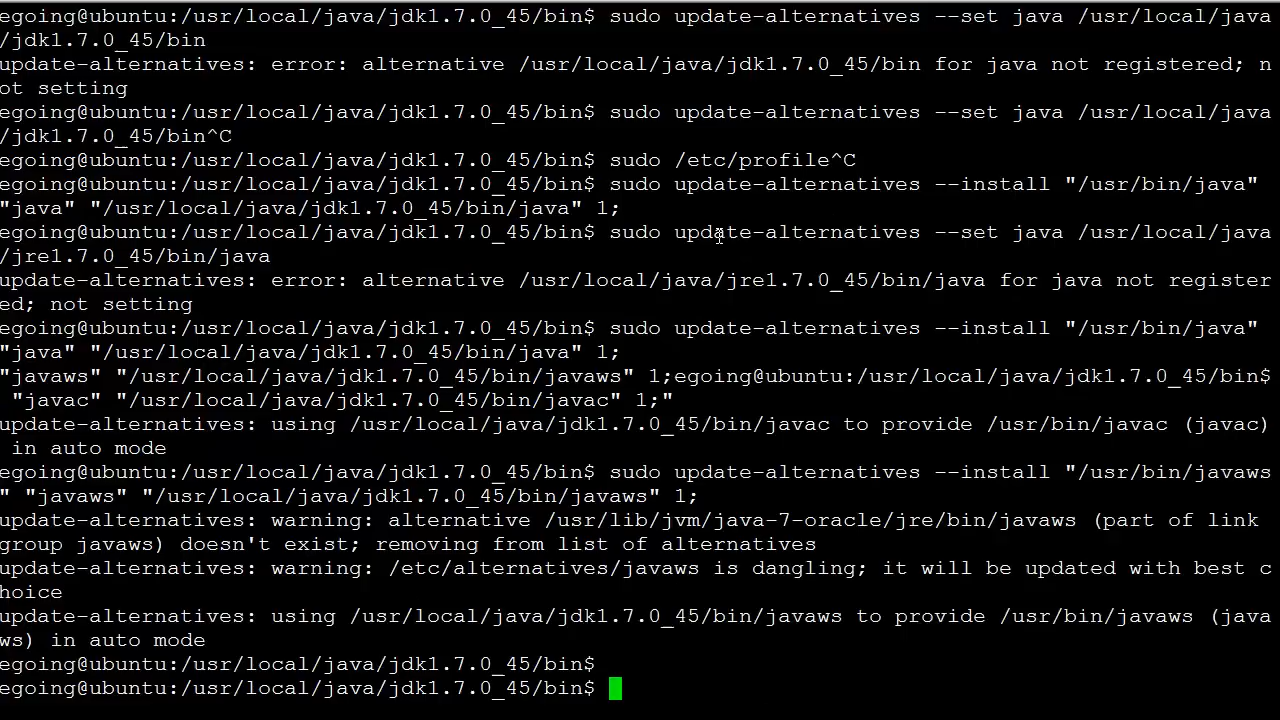 egoing@ubuntu:/usr/local/java/jdk1.7.0_45/bin$ sudo update-alternatives --set java /usr/local/java
/jdk1.7.0_45/bin
update-alternatives: error: alternative /usr/local/java/jdk1.7.0_45/bin for java not registered; n
ot setting
egoing@ubuntu:/usr/local/java/jdk1.7.0_45/bin$ sudo update-alternatives --set java /usr/local/java
/jdk1.7.0_45/bin^C
egoing@ubuntu:/usr/local/java/jdk1.7.0_45/bin$ sudo /etc/profile^C
egoing@ubuntu:/usr/local/java/jdk1.7.0_45/bin$ sudo update-alternatives --install "/usr/bin/java"
"java" "/usr/local/java/jdk1.7.0_45/bin/java" 1;
egoing@ubuntu:/usr/local/java/jdk1.7.0_45/bin$ sudo update-alternatives --set java /usr/local/java
/jre1.7.0_45/bin/java
update-alternatives: error: alternative /usr/local/java/jre1.7.0_45/bin/java for java not register
ed; not setting
egoing@ubuntu:/usr/local/java/jdk1.7.0_45/bin$ sudo update-alternatives --install "/usr/bin/java"
"java" "/usr/local/java/jdk1.7.0_45/bin/java" 1;
"javaws" "/usr/local/java/jdk1.7.0_45/bin/javaws" 1;egoing@ubuntu:/usr/local/java/jdk1.7.0_45/bin$
"javac" "/usr/local/java/jdk1.7.0_45/bin/javac" 1;"
update-alternatives: using /usr/local/java/jdk1.7.0_45/bin/javac to provide /usr/bin/javac (javac)
in auto mode
egoing@ubuntu:/usr/local/java/jdk1.7.0_45/bin$ sudo update-alternatives --install "/usr/bin/javaws
" "javaws" "/usr/local/java/jdk1.7.0_45/bin/javaws" 1;
update-alternatives: warning: alternative /usr/lib/jvm/java-7-oracle/jre/bin/javaws (part of link
group javaws) doesn't exist; removing from list of alternatives
update-alternatives: warning: /etc/alternatives/javaws is dangling; it will be updated with best c
hoice
update-alternatives: using /usr/local/java/jdk1.7.0_45/bin/javaws to provide /usr/bin/javaws (java
ws) in auto mode
egoing@ubuntu:/usr/local/java/jdk1.7.0_45/bin$
egoing@ubuntu:/usr/local/java/jdk1.7.0_45/bin$